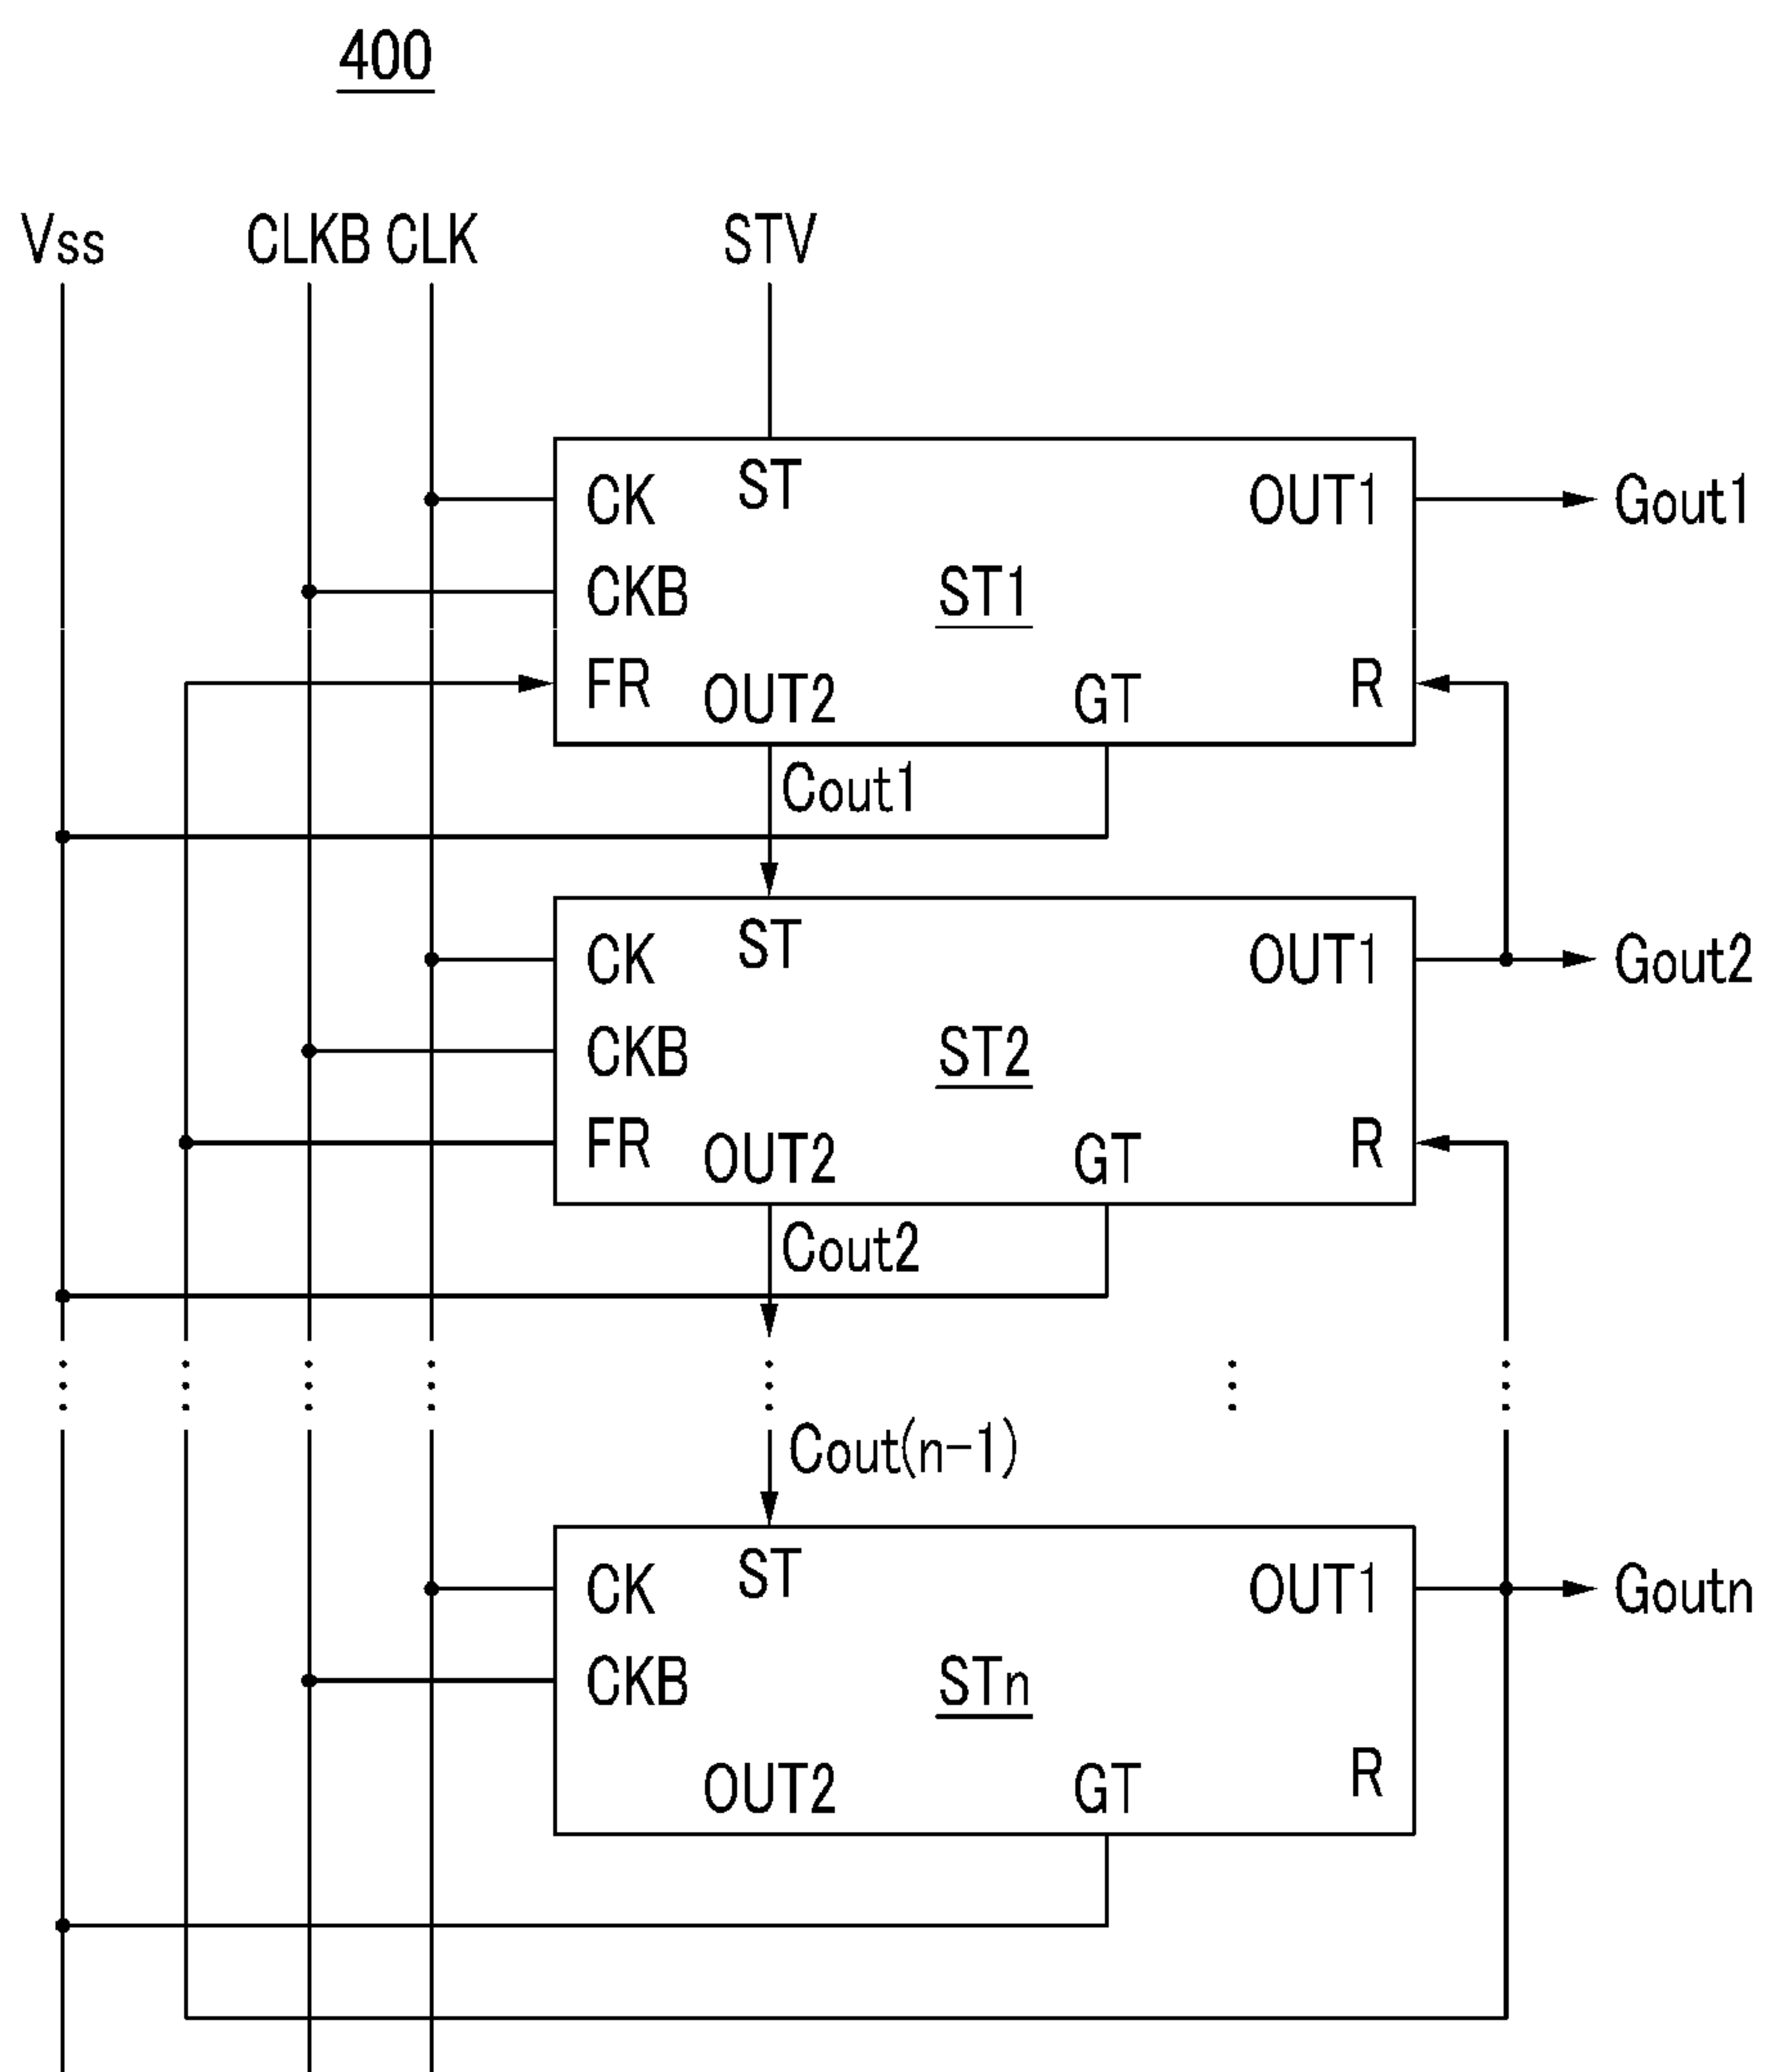 400
Vss CLKB CLK STV
CK ST OUT1 Gout1
CKB ST1
FR OUT2 GT R
Cout1
CK ST OUT1 Gout2
CKB ST2
FR OUT2 GT R
Cout2
Cout(n-1)
CK ST OUT1 Goutn
CKB STn
OUT2 GT R